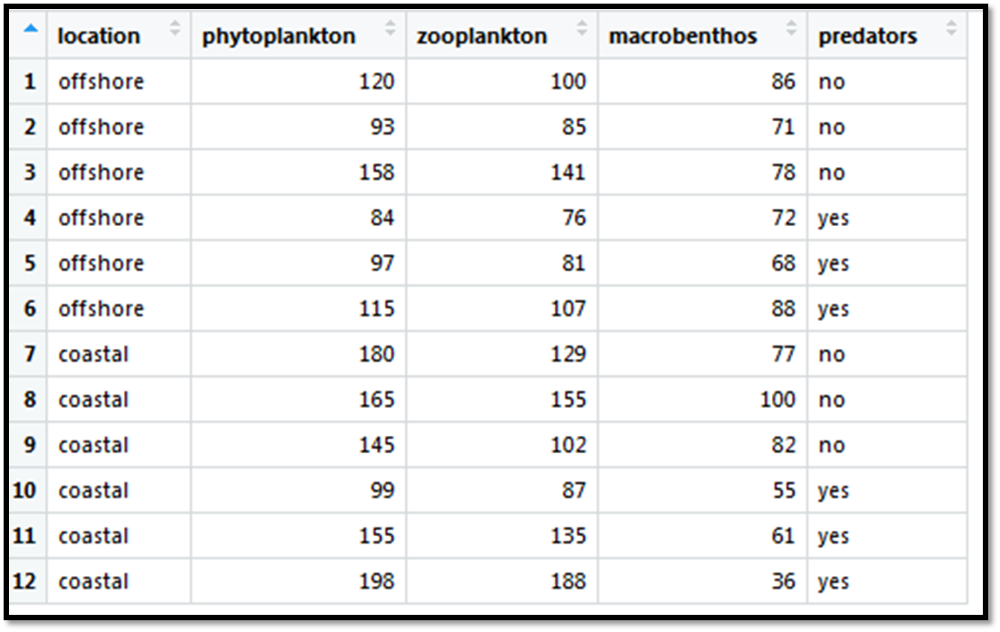 location phytoplankton zooplankton macrobenthos predators
1 offshore 120 100 86 no
2 offshore 93 85 71 no
3 offshore 158 141 78 no
4 offshore 84 76 72 yes
5 offshore 97 81 68 yes
6 offshore 115 107 88 yes
7 coastal 180 129 77 no
8 coastal 165 155 100 no
9 coastal 145 102 82 no
10 coastal 99 87 55 yes
11 coastal 155 135 61 yes
12 coastal 198 188 36 yes